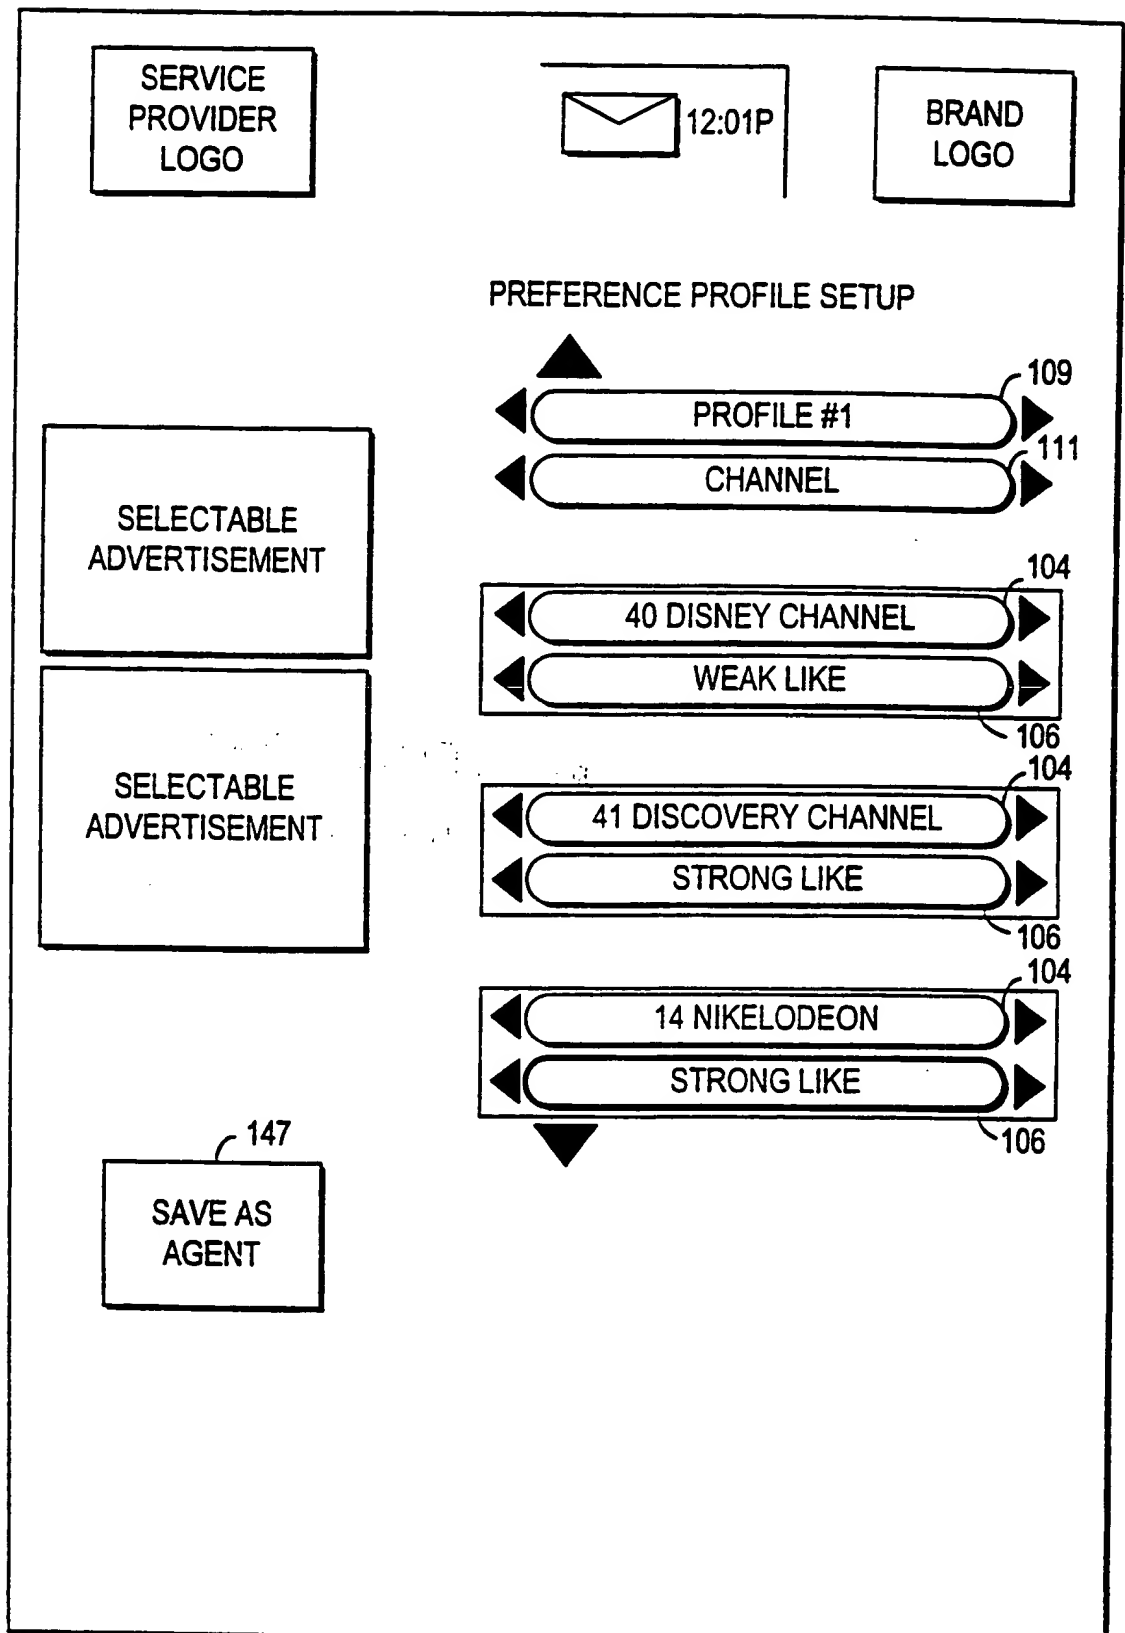 SERVICE
PROVIDER
LOGO
12:01P
BRAND
LOGO
PREFERENCE PROFILE SETUP
109
PROFILE #1
111
CHANNEL
SELECTABLE
ADVERTISEMENT
104
40 DISNEY CHANNEL
WEAK LIKE
106
SELECTABLE
ADVERTISEMENT
104
41 DISCOVERY CHANNEL
STRONG LIKE
106
104
14 NIKELODEON
STRONG LIKE
106
147
SAVE AS
AGENT